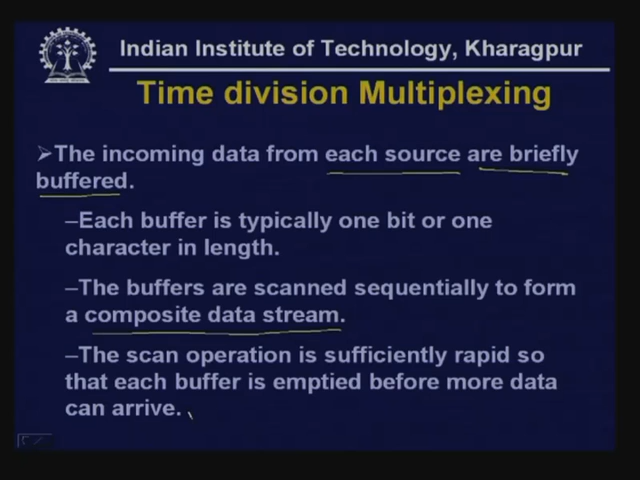 Indian Institute of Technology, Kharagpur
Time division Multiplexing
➢The incoming data from each source are briefly
buffered.
–Each buffer is typically one bit or one
character in length.
–The buffers are scanned sequentially to form
a composite data stream.
–The scan operation is sufficiently rapid so
that each buffer is emptied before more data
can arrive.